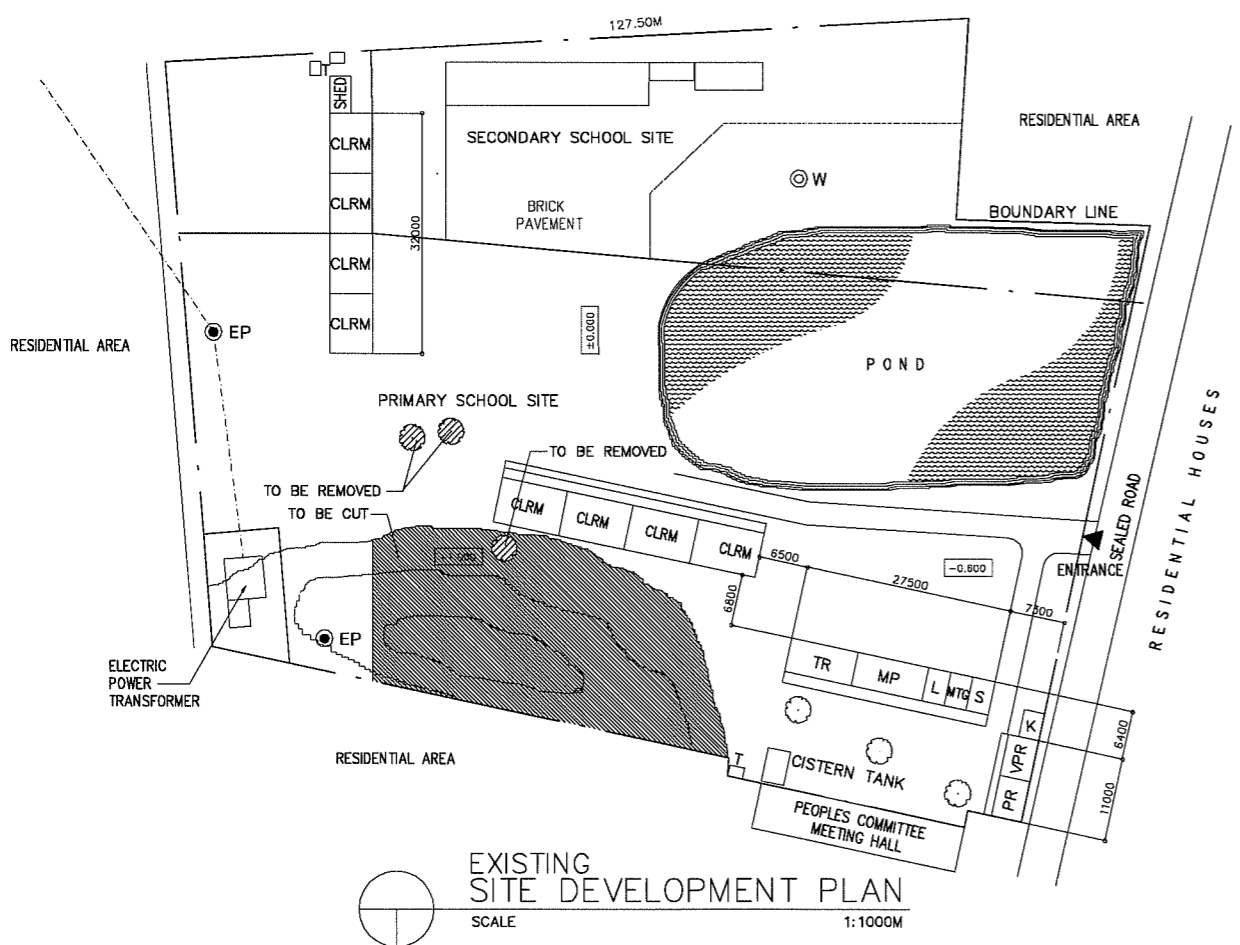 127.50M
T
SHED
CLRM
CLRM
CLRM
CLRM
32000
SECONDARY SCHOOL SITE
BRICK
PAVEMENT
W
RESIDENTIAL AREA
BOUNDARY LINE
EP
RESIDENTIAL AREA
±0.000
POND
PRIMARY SCHOOL SITE
TO BE REMOVED
TO BE REMOVED
TO BE CUT
CLRM
CLRM
CLRM
CLRM
6500
27500
7300
6800
-0.600
ENTRANCE
SEALED ROAD
RESIDENTIAL HOUSES
EP
ELECTRIC
POWER
TRANSFORMER
TR
MP
L
MTG
S
K
VPR
PR
6400
11000
RESIDENTIAL AREA
T
CISTERN TANK
PEOPLES COMMITTEE
MEETING HALL
EXISTING
SITE DEVELOPMENT PLAN
SCALE 1:1000M